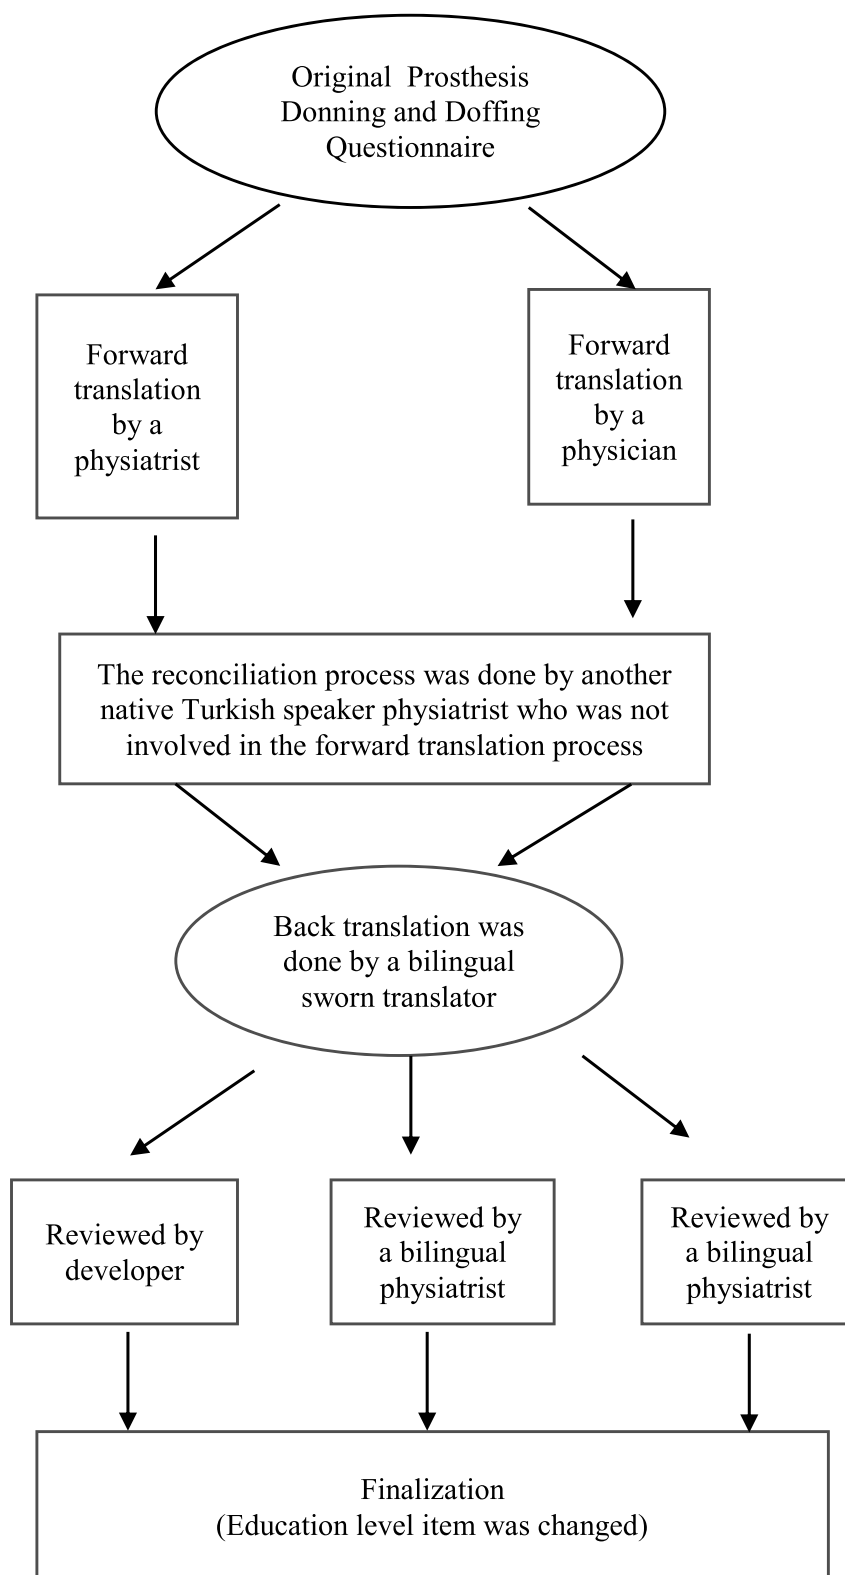 Original Prosthesis
Donning and Doffing
Questionnaire
Forward
translation
by a
physiatrist
Forward
translation
by a
physician
The reconciliation process was done by another
native Turkish speaker physiatrist who was not
involved in the forward translation process
Back translation was
done by a bilingual
sworn translator
Reviewed by
developer
Reviewed by
a bilingual
physiatrist
Reviewed by
a bilingual
physiatrist
Finalization
(Education level item was changed)